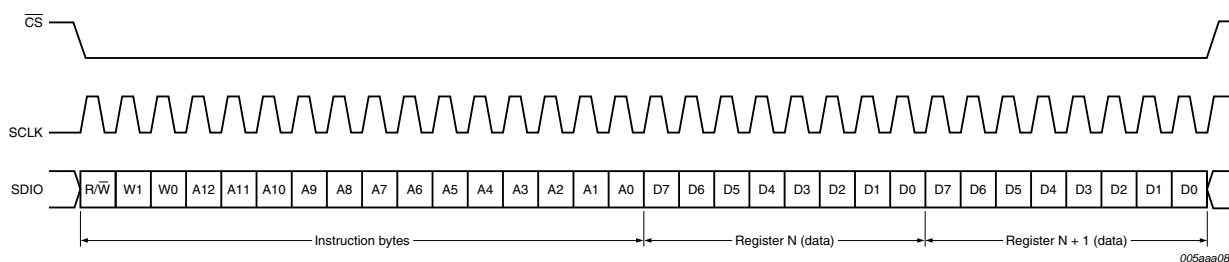 CS
SCLK
SDIO R/W W1 W0 A12 A11 A10 A9 A8 A7 A6 A5 A4 A3 A2 A1 A0 D7 D6 D5 D4 D3 D2 D1 D0 D7 D6 D5 D4 D3 D2 D1 D0
Instruction bytes Register N (data) Register N + 1 (data)
005aaa08